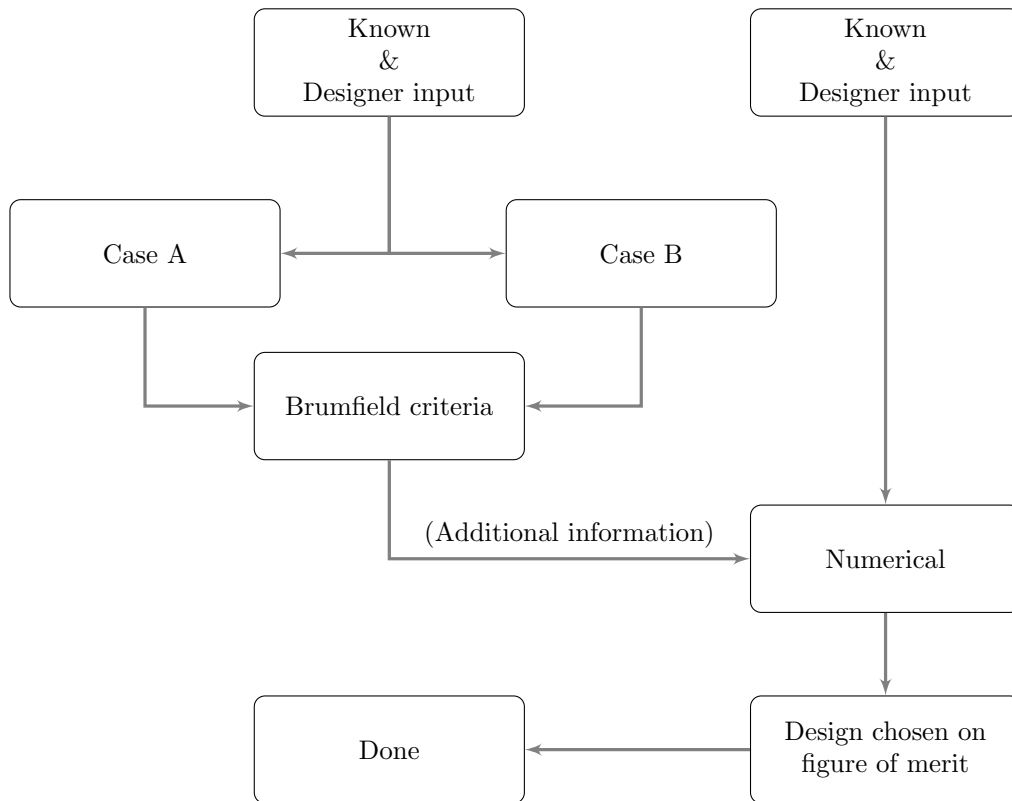 Known
&
Designer input
Known
&
Designer input
Case A
Case B
Brumfield criteria
(Additional information)
Numerical
Done
Design chosen on
figure of merit